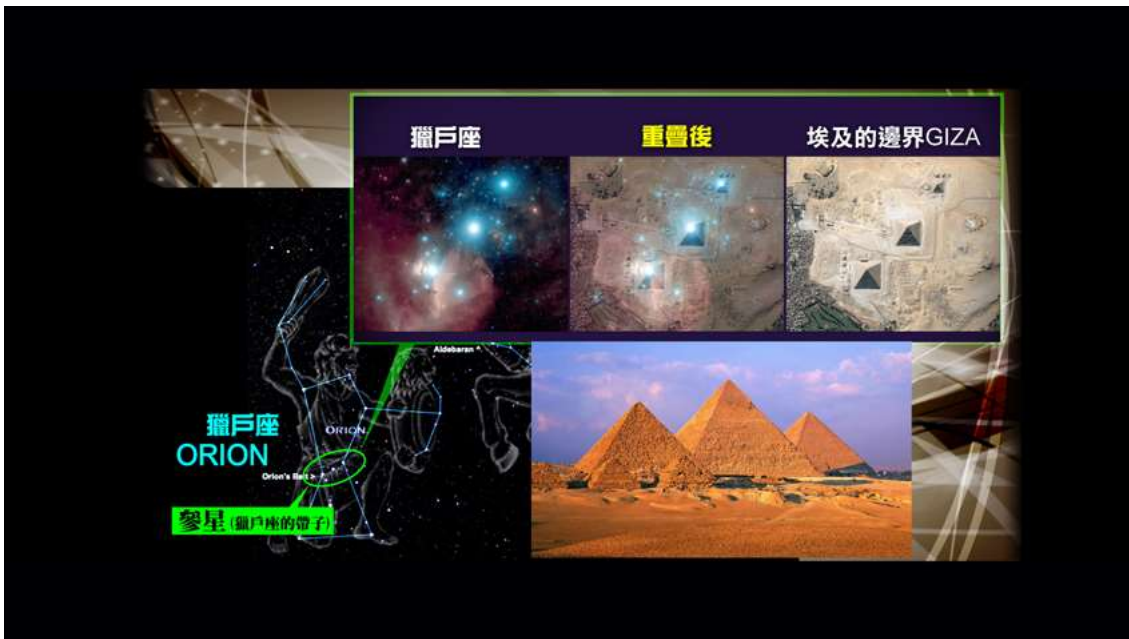 獵戶座
重疊後
埃及的邊界GIZA
Aldebaran ^
獵戶座
ORION
ORION
Orion's Belt >
參星(獵戶座的帶子)